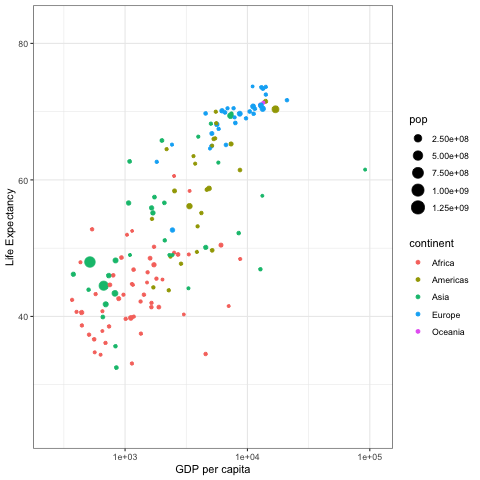 80
60
40
Life Expectancy
1e+03
1e+04
1e+05
GDP per capita
pop
2.50e+08
5.00e+08
7.50e+08
1.00e+09
1.25e+09
continent
Africa
Americas
Asia
Europe
Oceania